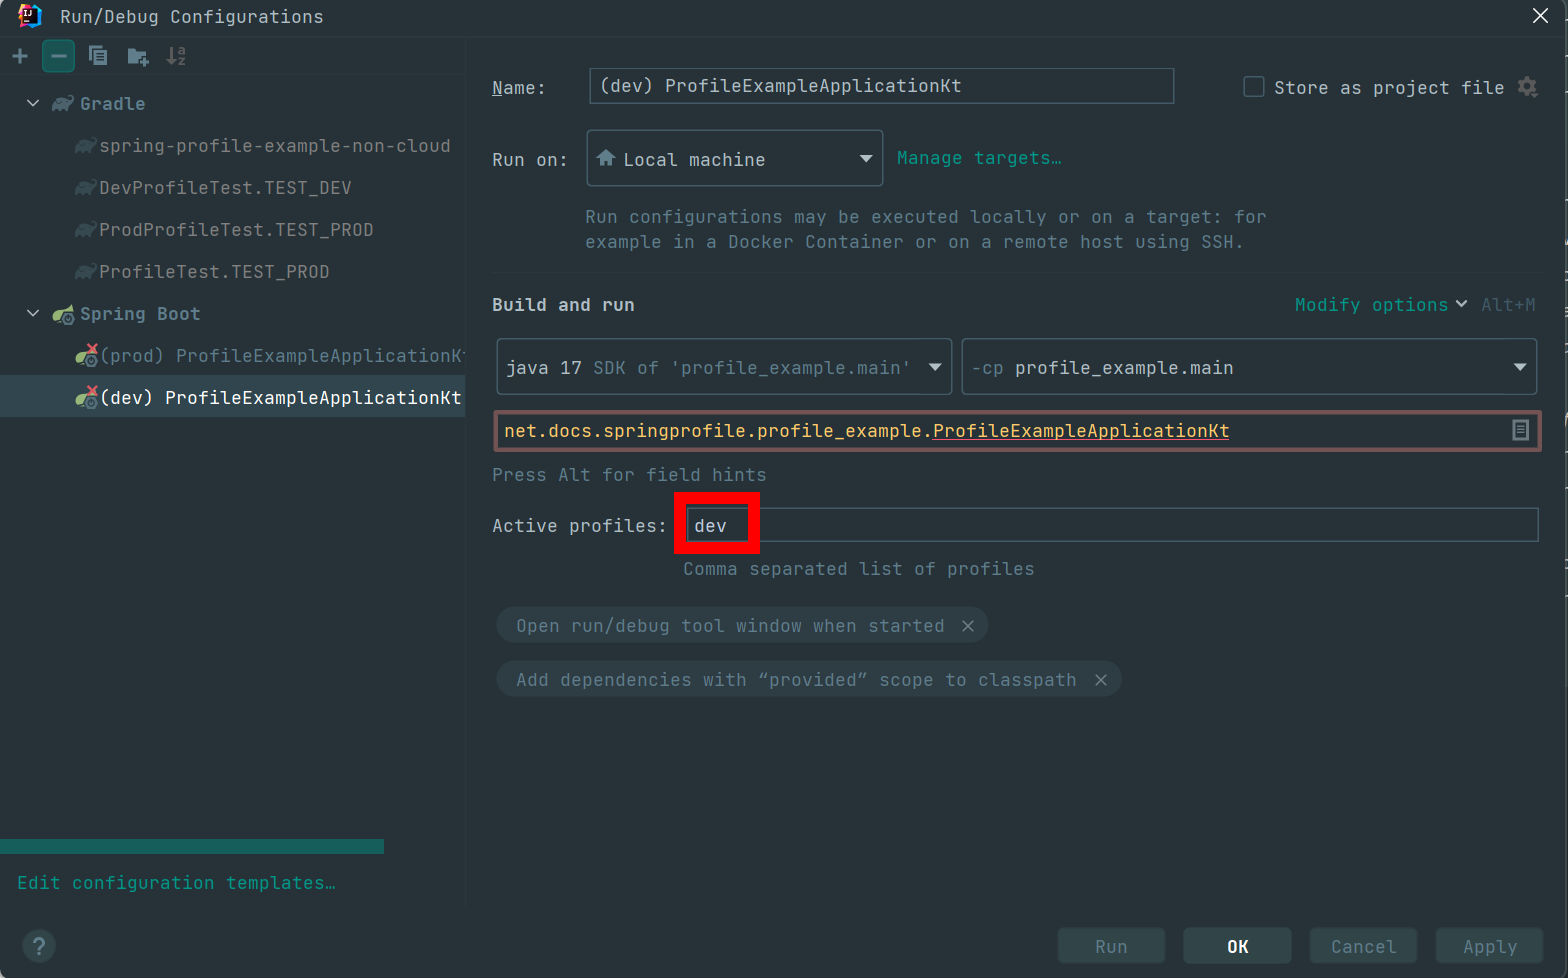 Run/Debug Configurations
Gradle
spring-profile-example-non-cloud
DevProfileTest.TEST_DEV
ProdProfileTest.TEST_PROD
ProfileTest.TEST_PROD
Spring Boot
(prod) ProfileExampleApplicationKt
(dev) ProfileExampleApplicationKt
Edit configuration templates…
?
Name: (dev) ProfileExampleApplicationKt Store as project file
Run on: Local machine Manage targets…
Run configurations may be executed locally or on a target: for
example in a Docker Container or on a remote host using SSH.
Build and run Modify options Alt+M
java 17 SDK of 'profile_example.main' -cp profile_example.main
net.docs.springprofile.profile_example.ProfileExampleApplicationKt
Press Alt for field hints
Active profiles: dev
Comma separated list of profiles
Open run/debug tool window when started ×
Add dependencies with “provided” scope to classpath ×
Run OK Cancel Apply